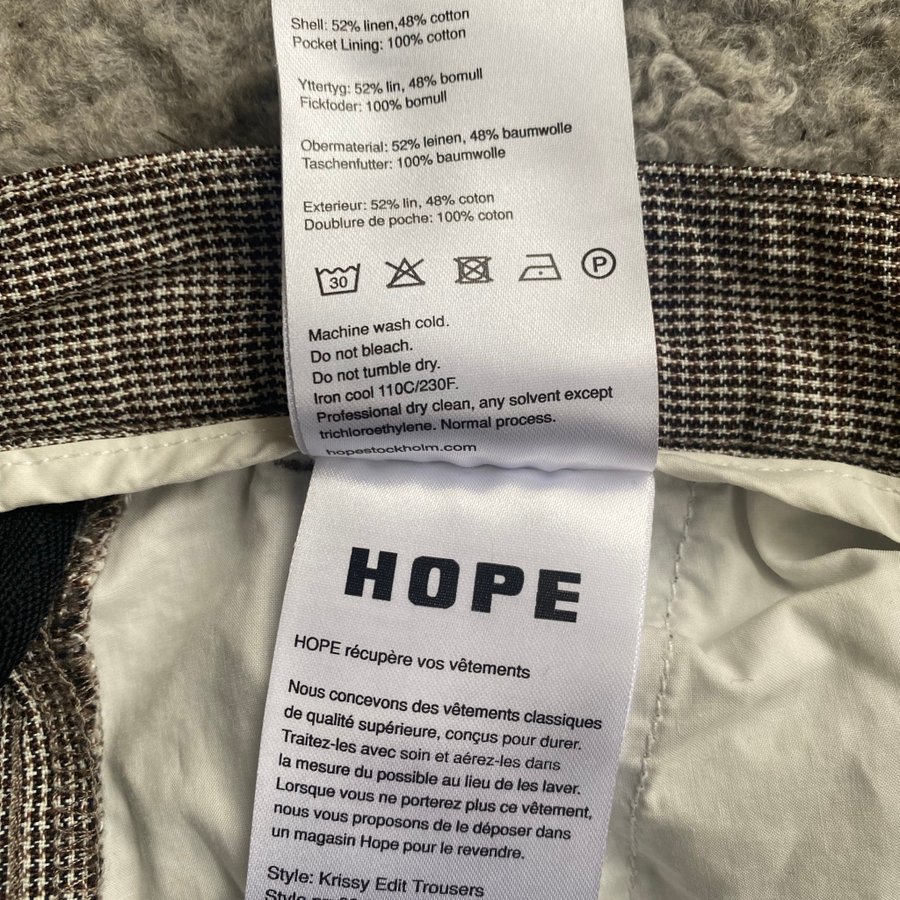 Shell: 52% linen,48% cotton
Pocket Lining: 100% cotton
Yttertyg: 52% lin, 48% bomull
Fickfoder: 100% bomull
Obermaterial: 52% leinen, 48% baumwolle
Taschenfutter: 100% baumwolle
Exterieur: 52% lin, 48% coton
Doublure de poche: 100% coton
30 P
Machine wash cold.
Do not bleach.
Do not tumble dry.
Iron cool 110C/230F.
Professional dry clean, any solvent except
trichloroethylene. Normal process.
hopestockholm.com
HOPE
HOPE récupère vos vêtements
Nous concevons des vêtements classiques
de qualité supérieure, conçus pour durer.
Traitez-les avec soin et aérez-les dans
la mesure du possible au lieu de les laver.
Lorsque vous ne porterez plus ce vêtement,
nous vous proposons de le déposer dans
un magasin Hope pour le revendre.
Style: Krissy Edit Trousers
Style